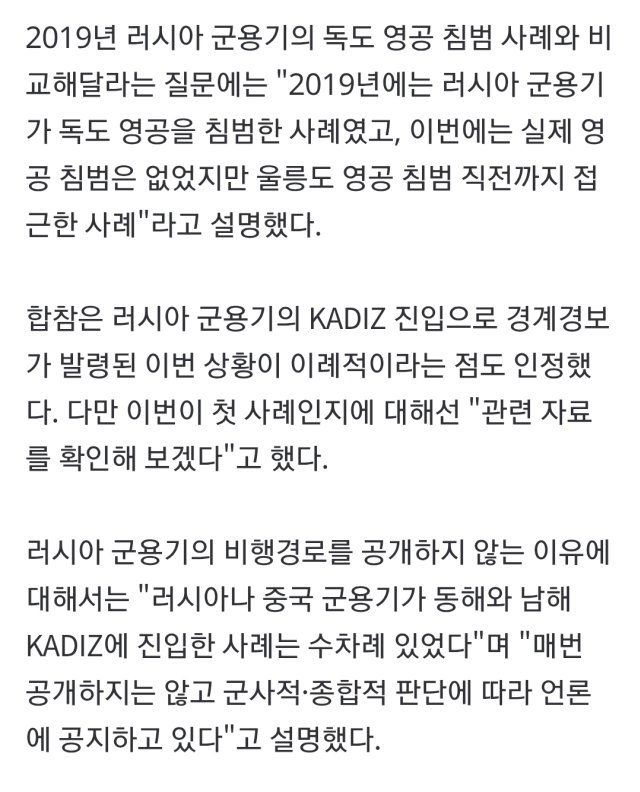 2019년 러시아 군용기의 독도 영공 침범 사례와 비
교해달라는 질문에는 "2019년에는 러시아 군용기
가 독도 영공을 침범한 사례였고, 이번에는 실제 영
공 침범은 없었지만 울릉도 영공 침범 직전까지 접
근한 사례"라고 설명했다.
합참은 러시아 군용기의 KADIZ 진입으로 경계경보
가 발령된 이번 상황이 이례적이라는 점도 인정했
다. 다만 이번이 첫 사례인지에 대해선 "관련 자료
를 확인해 보겠다"고 했다.
러시아 군용기의 비행경로를 공개하지 않는 이유에
대해서는 "러시아나 중국 군용기가 동해와 남해
KADIZ에 진입한 사례는 수차례 있었다"며 "매번
공개하지는 않고 군사적·종합적 판단에 따라 언론
에 공지하고 있다"고 설명했다.